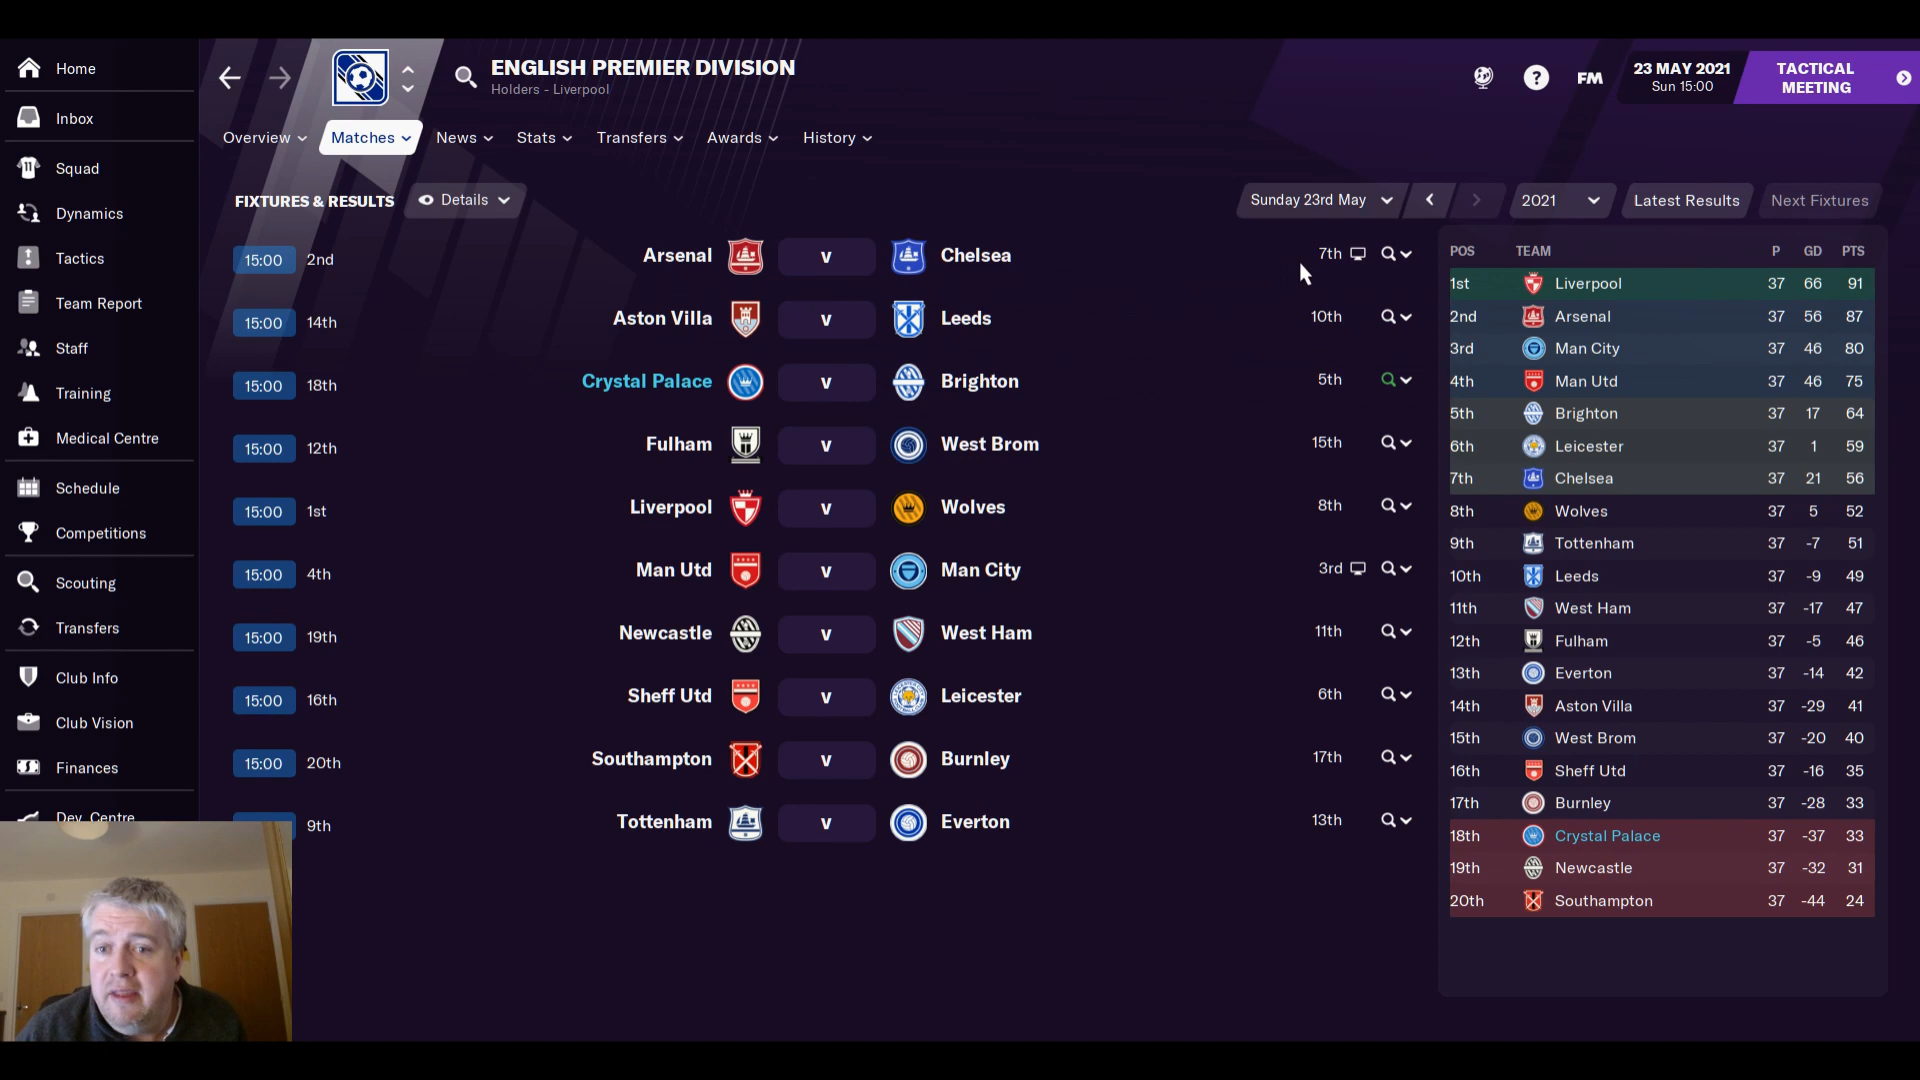 Home
Inbox
Squad
Dynamics
Tactics
Team Report
Staff
Training
Medical Centre
Schedule
Competitions
Scouting
Transfers
Club Info
Club Vision
Finances
Dev. Centre
ENGLISH PREMIER DIVISION
Holders - Liverpool
FM
23 MAY 2021
Sun 15:00
TACTICAL
MEETING
Overview Matches News Stats Transfers Awards History
FIXTURES & RESULTS Details Sunday 23rd May 2021 Latest Results Next Fixtures
15:00 2nd Arsenal v Chelsea 7th
15:00 14th Aston Villa v Leeds 10th
15:00 18th Crystal Palace v Brighton 5th
15:00 12th Fulham v West Brom 15th
15:00 1st Liverpool v Wolves 8th
15:00 4th Man Utd v Man City 3rd
15:00 19th Newcastle v West Ham 11th
15:00 16th Sheff Utd v Leicester 6th
15:00 20th Southampton v Burnley 17th
9th Tottenham v Everton 13th
POS TEAM P GD PTS
1st Liverpool 37 66 91
2nd Arsenal 37 56 87
3rd Man City 37 46 80
4th Man Utd 37 46 75
5th Brighton 37 17 64
6th Leicester 37 1 59
7th Chelsea 37 21 56
8th Wolves 37 5 52
9th Tottenham 37 -7 51
10th Leeds 37 -9 49
11th West Ham 37 -17 47
12th Fulham 37 -5 46
13th Everton 37 -14 42
14th Aston Villa 37 -29 41
15th West Brom 37 -20 40
16th Sheff Utd 37 -16 35
17th Burnley 37 -28 33
18th Crystal Palace 37 -37 33
19th Newcastle 37 -32 31
20th Southampton 37 -44 24